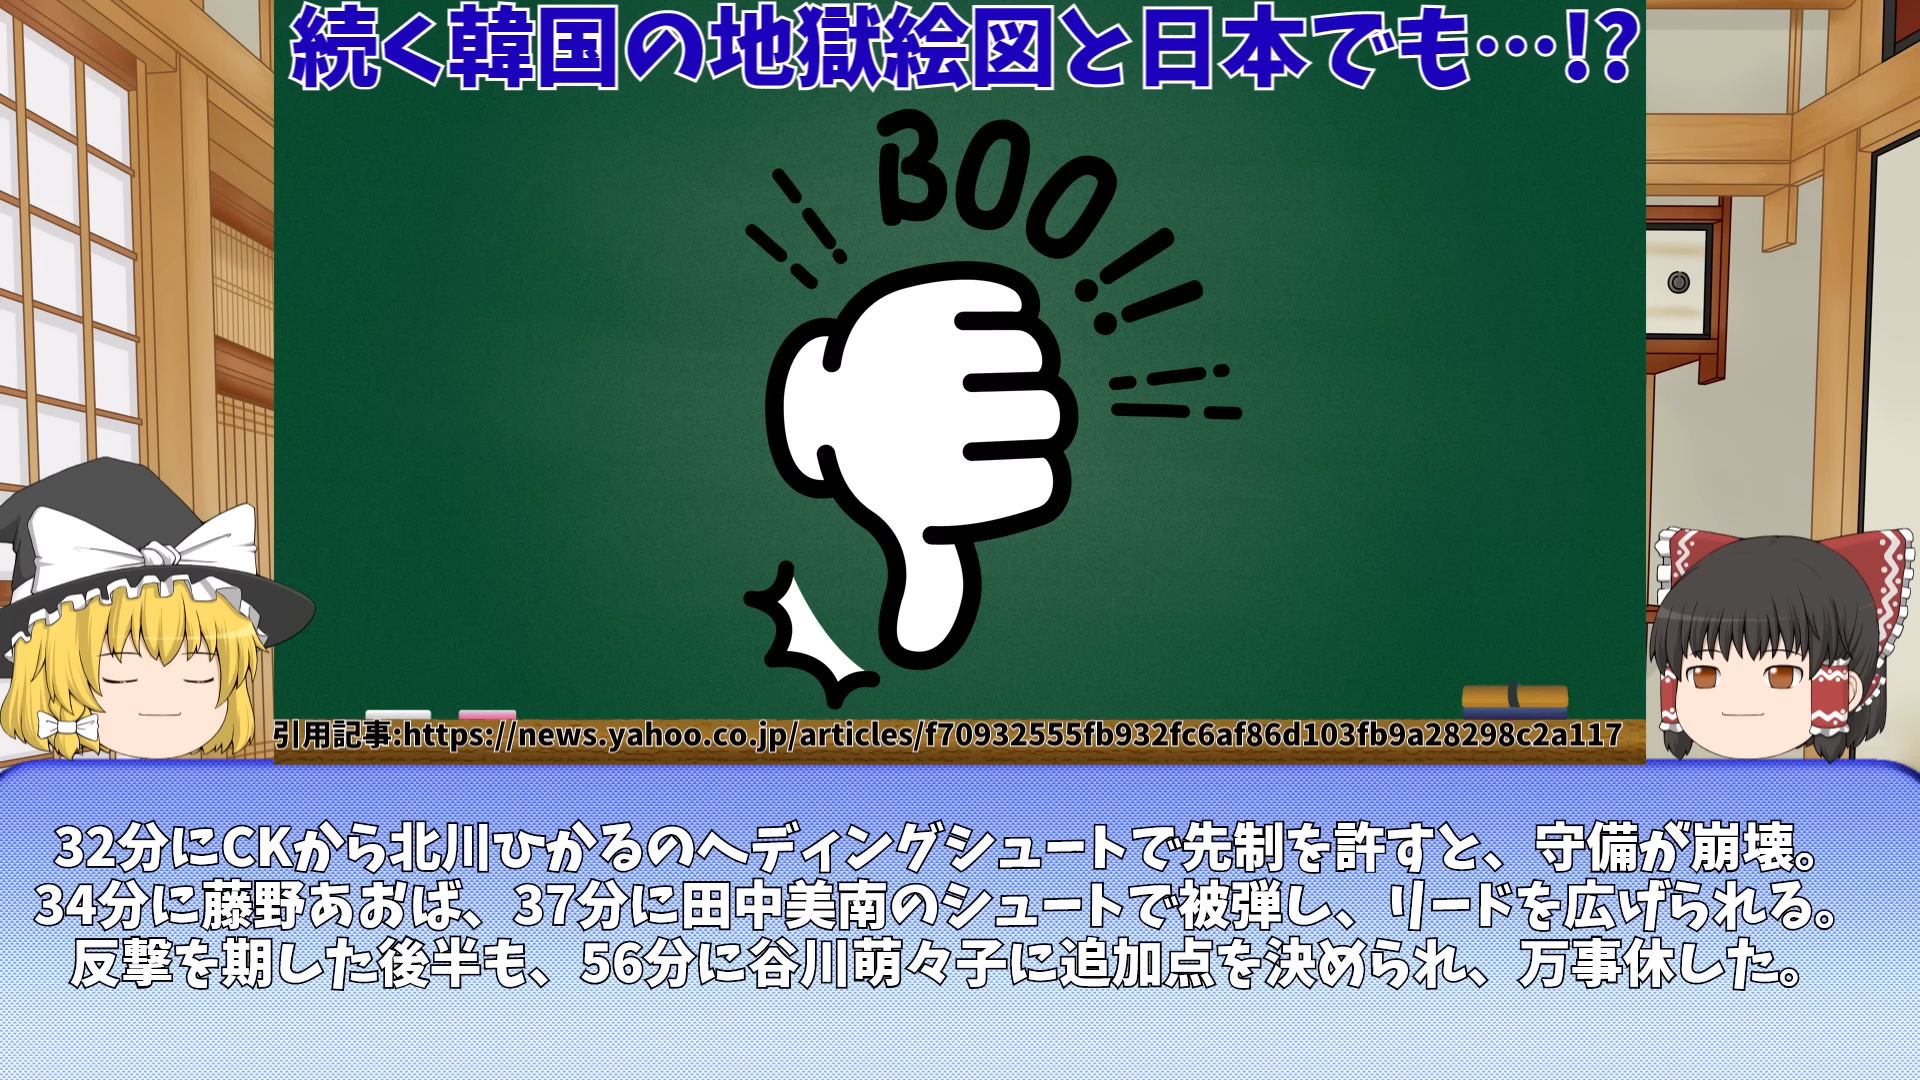 続く韓国の地獄絵図と日本でも…!?
BOO!!
引用記事:https://news.yahoo.co.jp/articles/f70932555fb932fc6af86d103fb9a28298c2a117
32分にCKから北川ひかるのヘディングシュートで先制を許すと、守備が崩壊。
34分に藤野あおば、37分に田中美南のシュートで被弾し、リードを広げられる。
反撃を期した後半も、56分に谷川萌々子に追加点を決められ、万事休した。